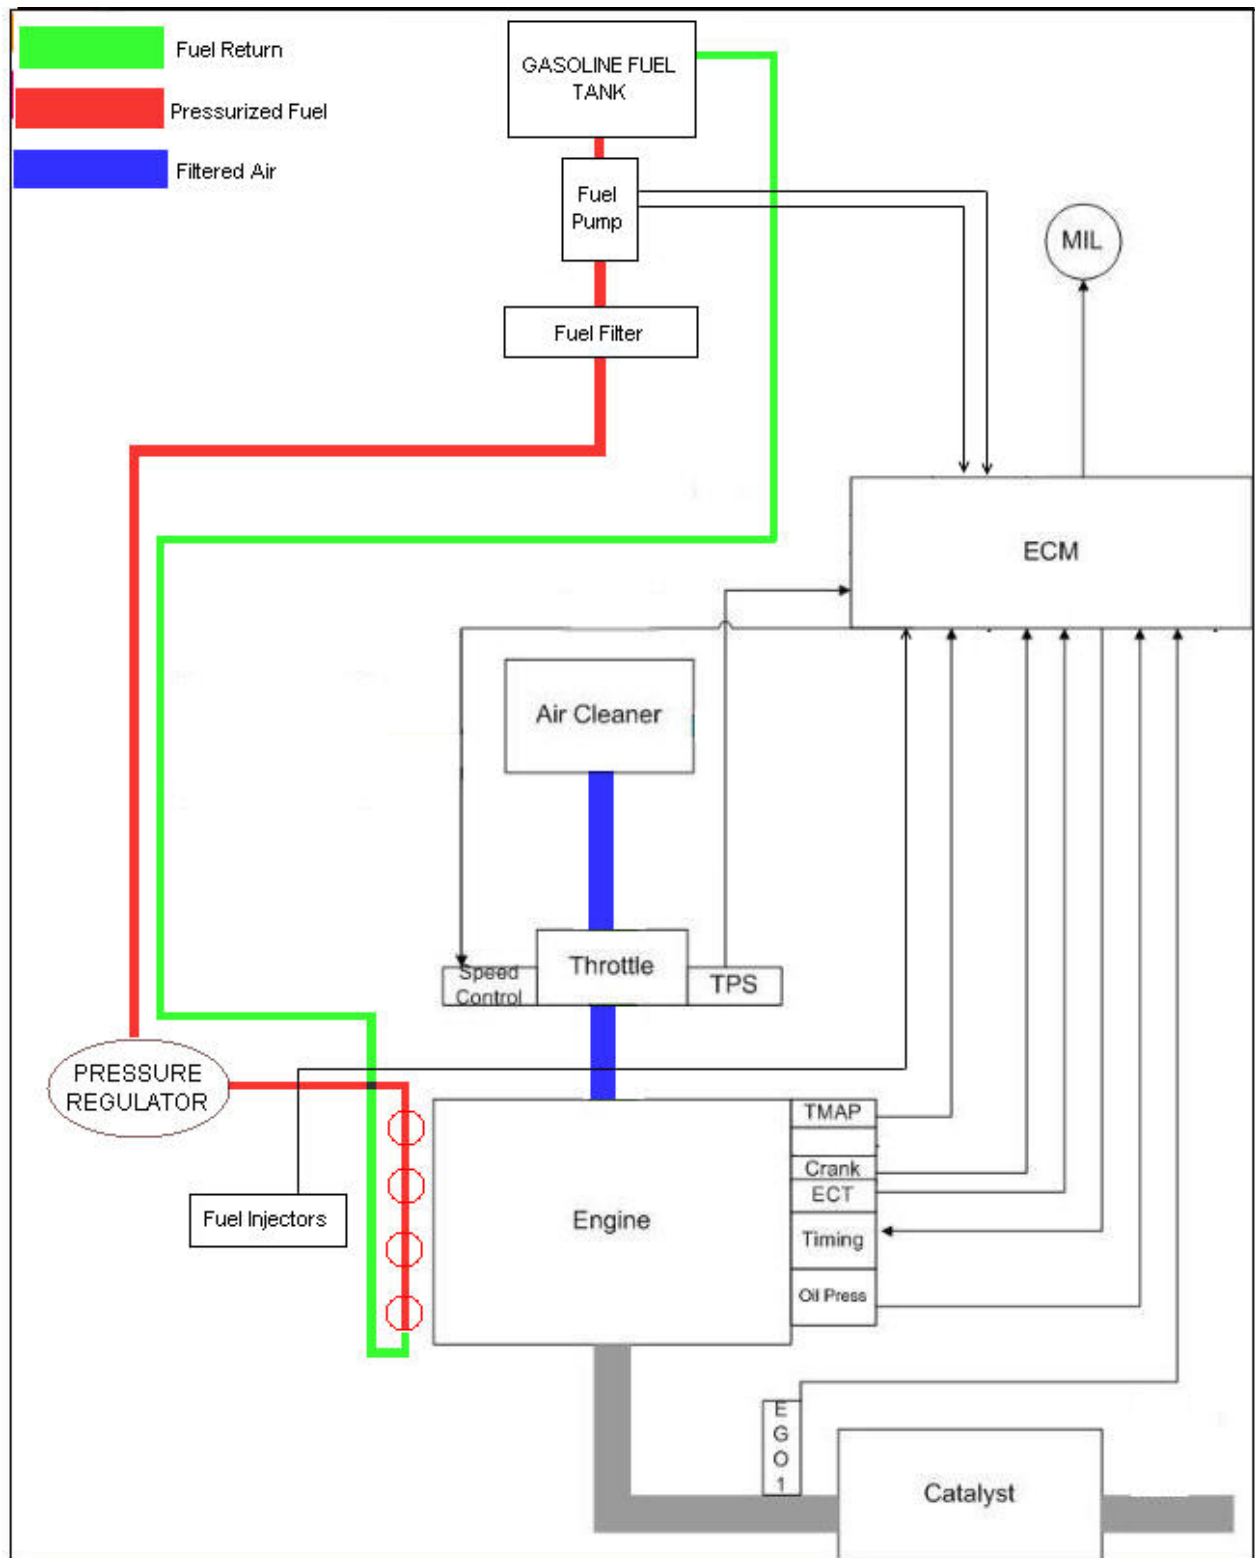 Fuel Return
Pressurized Fuel
Filtered Air
GASOLINE FUEL
TANK
Fuel
Pump
Fuel Filter
MIL
ECM
Air Cleaner
Throttle
Speed
Control
TPS
PRESSURE
REGULATOR
Fuel Injectors
Engine
TMAP
Crank
ECT
Timing
Oil Press
E
G
O
1
Catalyst